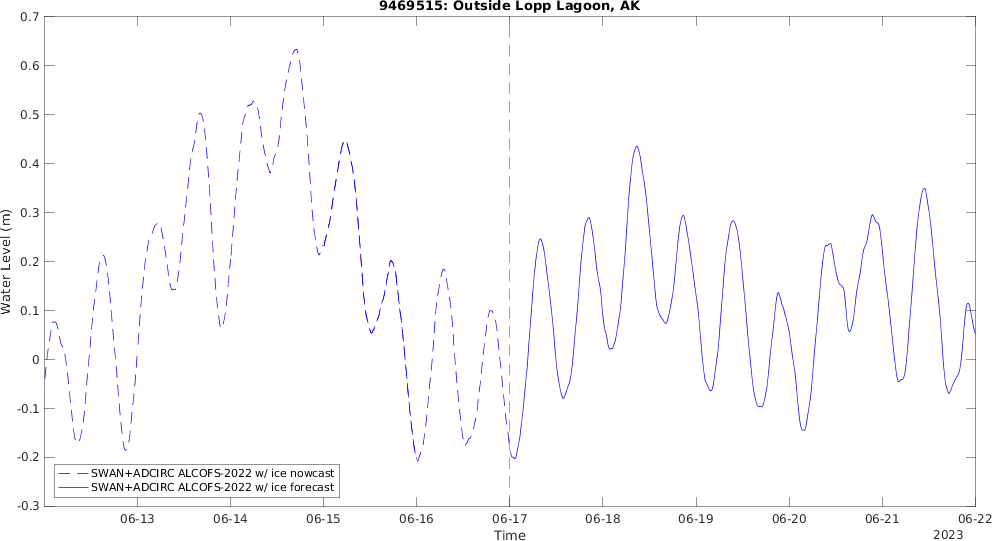 9469515: Outside Lopp Lagoon, AK
0.7
0.6
0.5
0.4
0.3
0.2
0.1
0
-0.1
-0.2
-0.3
Water Level (m)
SWAN+ADCIRC ALCOFS-2022 w/ ice nowcast
SWAN+ADCIRC ALCOFS-2022 w/ ice forecast
06-13 06-14 06-15 06-16 06-17 06-18 06-19 06-20 06-21 06-22
Time
2023